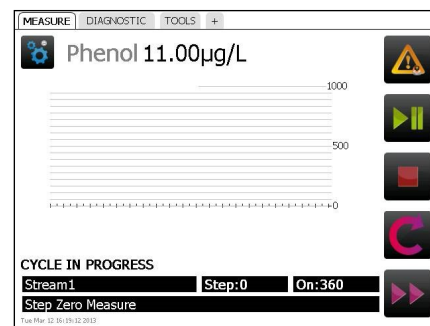 MEASURE DIAGNOSTIC TOOLS +
Phenol 11.00µg/L
1000
500
0
CYCLE IN PROGRESS
Stream1 Step:0 On:360
Step Zero Measure
Tue Mar 12 16:19:12 2013